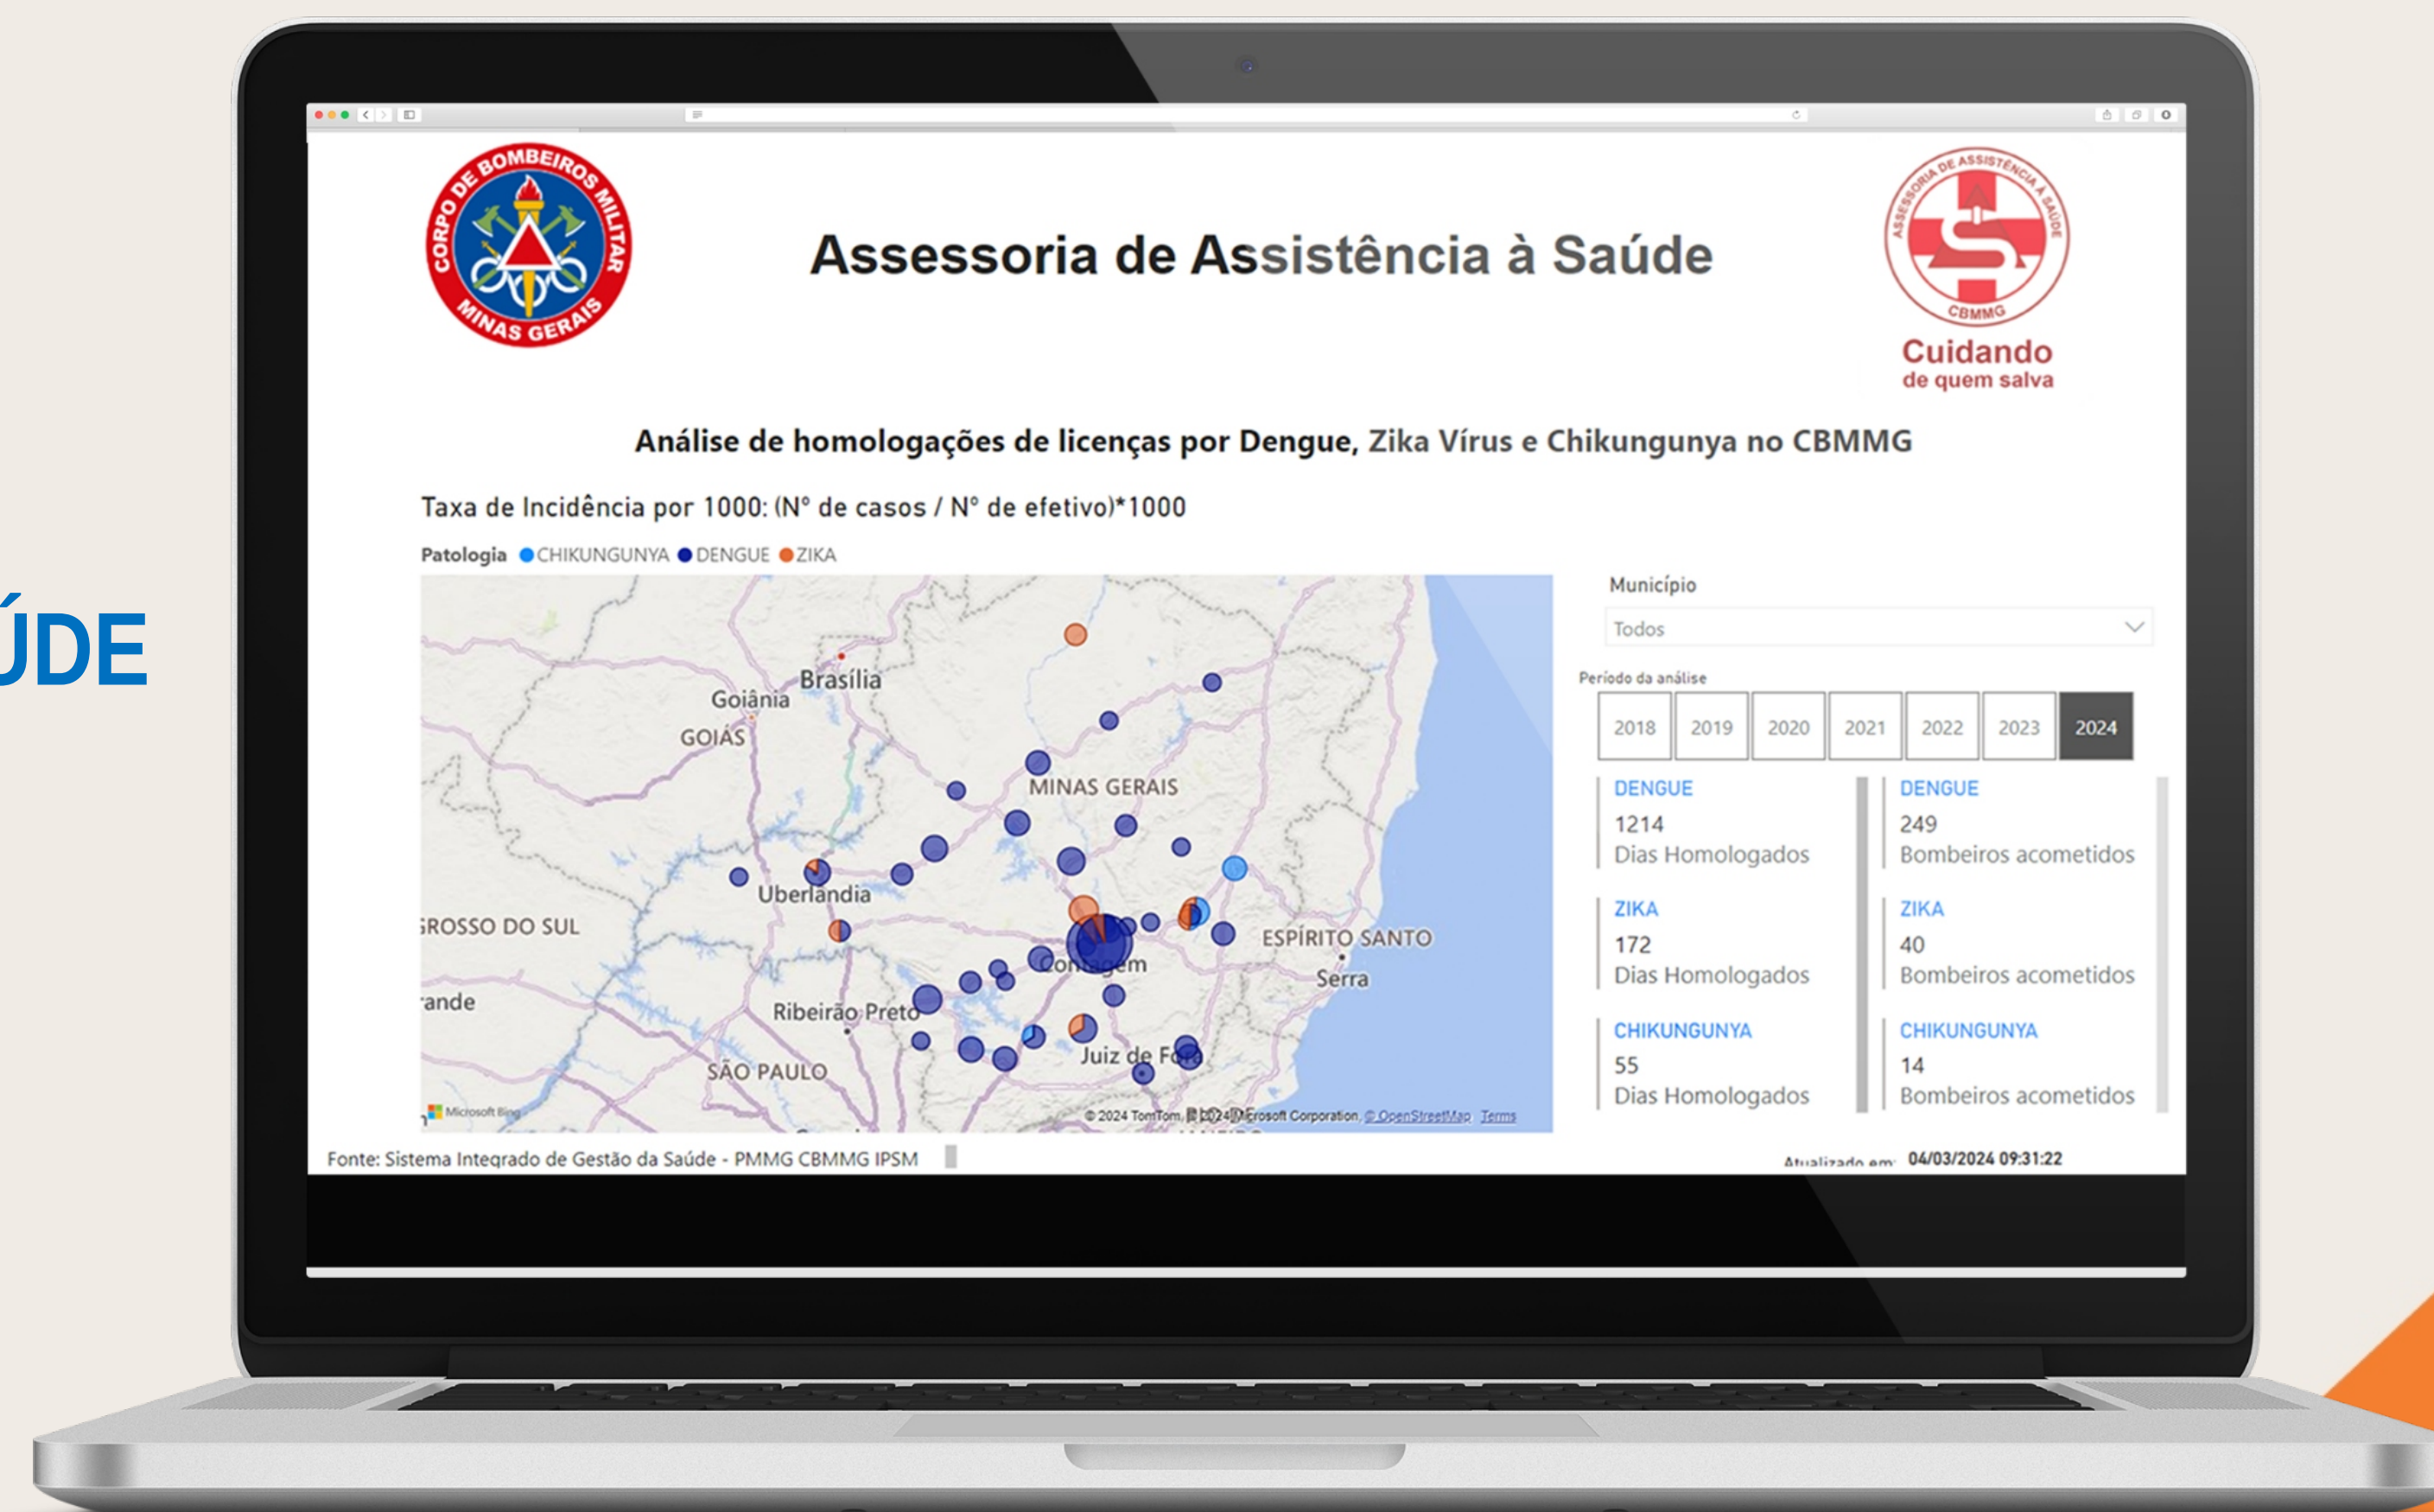 ÚDE
CORPO DE BOMBEIROS MILITAR
MINAS GERAIS
Assessoria de Assistência à Saúde
ASSESSORIA DE ASSISTÊNCIA À SAÚDE
CBMMG
Cuidando
de quem salva
Análise de homologações de licenças por Dengue, Zika Vírus e Chikungunya no CBMMG
Taxa de Incidência por 1000: (Nº de casos / Nº de efetivo)*1000
Patologia CHIKUNGUNYA DENGUE ZIKA
Brasília
Goiânia
GOIÁS
MINAS GERAIS
Uberlândia
GROSSO DO SUL
ESPÍRITO SANTO
Contagem
Serra
rande
Ribeirão Preto
Juiz de Fora
SÃO PAULO
Microsoft Bing
© 2024 TomTom, © 2024 Microsoft Corporation, © OpenStreetMap Terms
Município
Todos
Período da análise
2018 2019 2020 2021 2022 2023 2024
DENGUE
1214
Dias Homologados
DENGUE
249
Bombeiros acometidos
ZIKA
172
Dias Homologados
ZIKA
40
Bombeiros acometidos
CHIKUNGUNYA
55
Dias Homologados
CHIKUNGUNYA
14
Bombeiros acometidos
Fonte: Sistema Integrado de Gestão da Saúde - PMMG CBMMG IPSM
Atualizado em: 04/03/2024 09:31:22